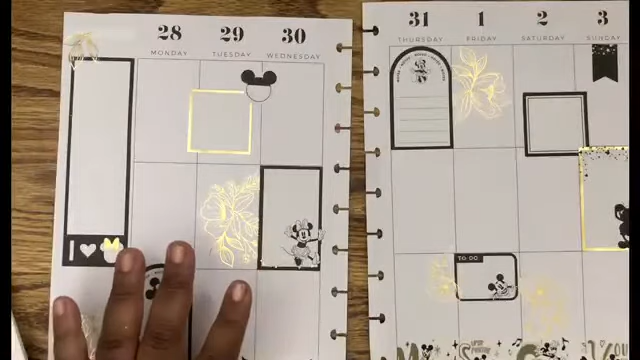 28 29 30
MONDAY TUESDAY WEDNESDAY
I
31 1 2 3
THURSDAY FRIDAY SATURDAY SUNDAY
TO DO